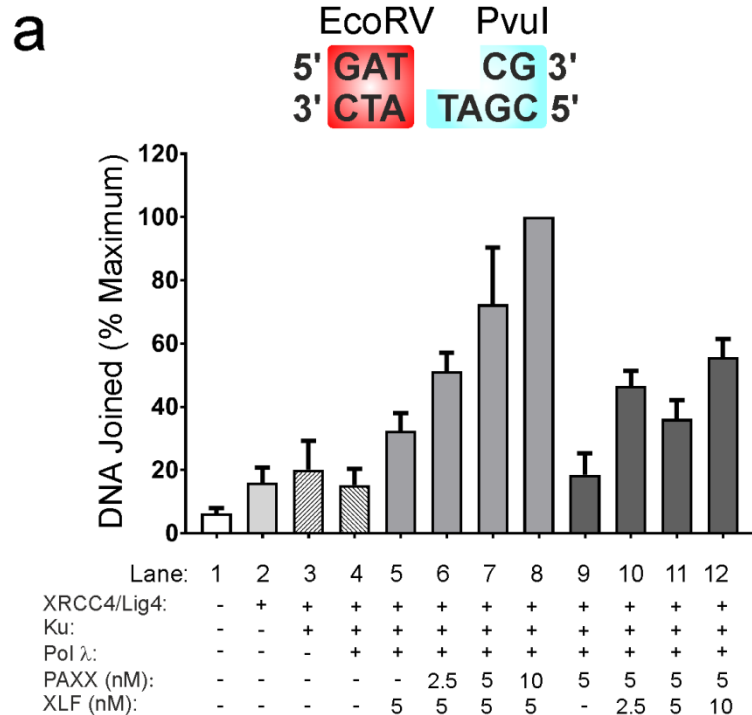 a
EcoRV PvuI
5' GAT CG 3'
3' CTA TAGC 5'
DNA Joined (% Maximum)
120
100
80
60
40
20
0
Lane: 1 2 3 4 5 6 7 8 9 10 11 12
XRCC4/Lig4: - + + + + + + + + + + +
Ku: - - + + + + + + + + + +
Pol λ: - - - + + + + + + + + +
PAXX (nM): - - - - - 2.5 5 10 5 5 5 5
XLF (nM): - - - - 5 5 5 5 - 2.5 5 10